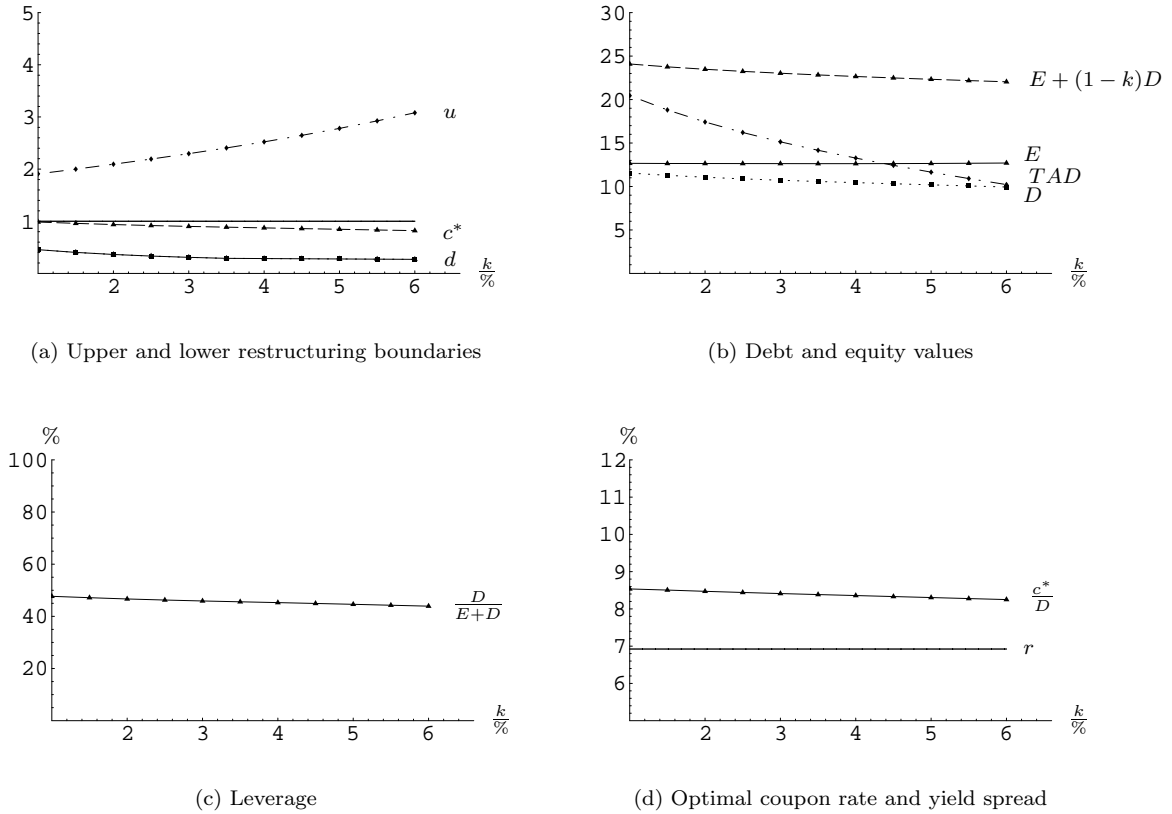 5
4
3
2
1
2 3 4 5 6
u
c*
d
k/%
(a) Upper and lower restructuring boundaries
30
25
20
15
10
5
2 3 4 5 6
E + (1 − k)D
E
TAD
D
k/%
(b) Debt and equity values
%
100
80
60
40
20
2 3 4 5 6
D/E+D
k/%
(c) Leverage
%
12
11
10
9
8
7
6
2 3 4 5 6
c*/D
r
k/%
(d) Optimal coupon rate and yield spread